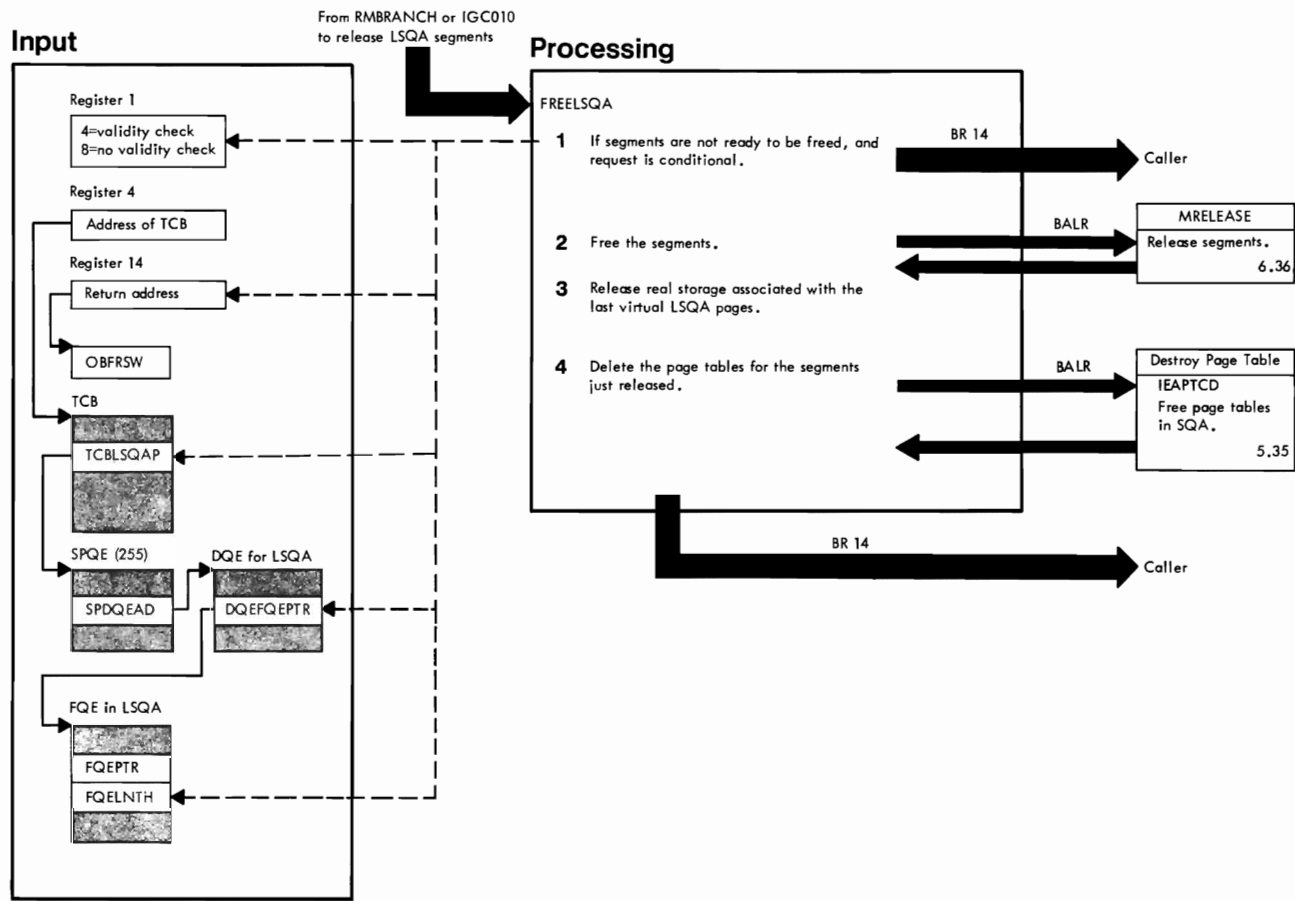 From RMBRANCH or IGC010
to release LSQA segments
Input
Processing
Register 1
4=validity check
8=no validity check
Register 4
Address of TCB
Register 14
Return address
OBFRSW
TCB
TCBLSQAP
SPQE (255)
DQE for LSQA
SPDQEAD
DQEFQEPTR
FQE in LSQA
FQEPTR
FQELNTH
FREELSQA
1 If segments are not ready to be freed, and
request is conditional.
BR 14
Caller
2 Free the segments.
BALR
MRELEASE
Release segments.
6.36
3 Release real storage associated with the
last virtual LSQA pages.
4 Delete the page tables for the segments
just released.
BALR
Destroy Page Table
IEAPTCD
Free page tables
in SQA.
5.35
BR 14
Caller